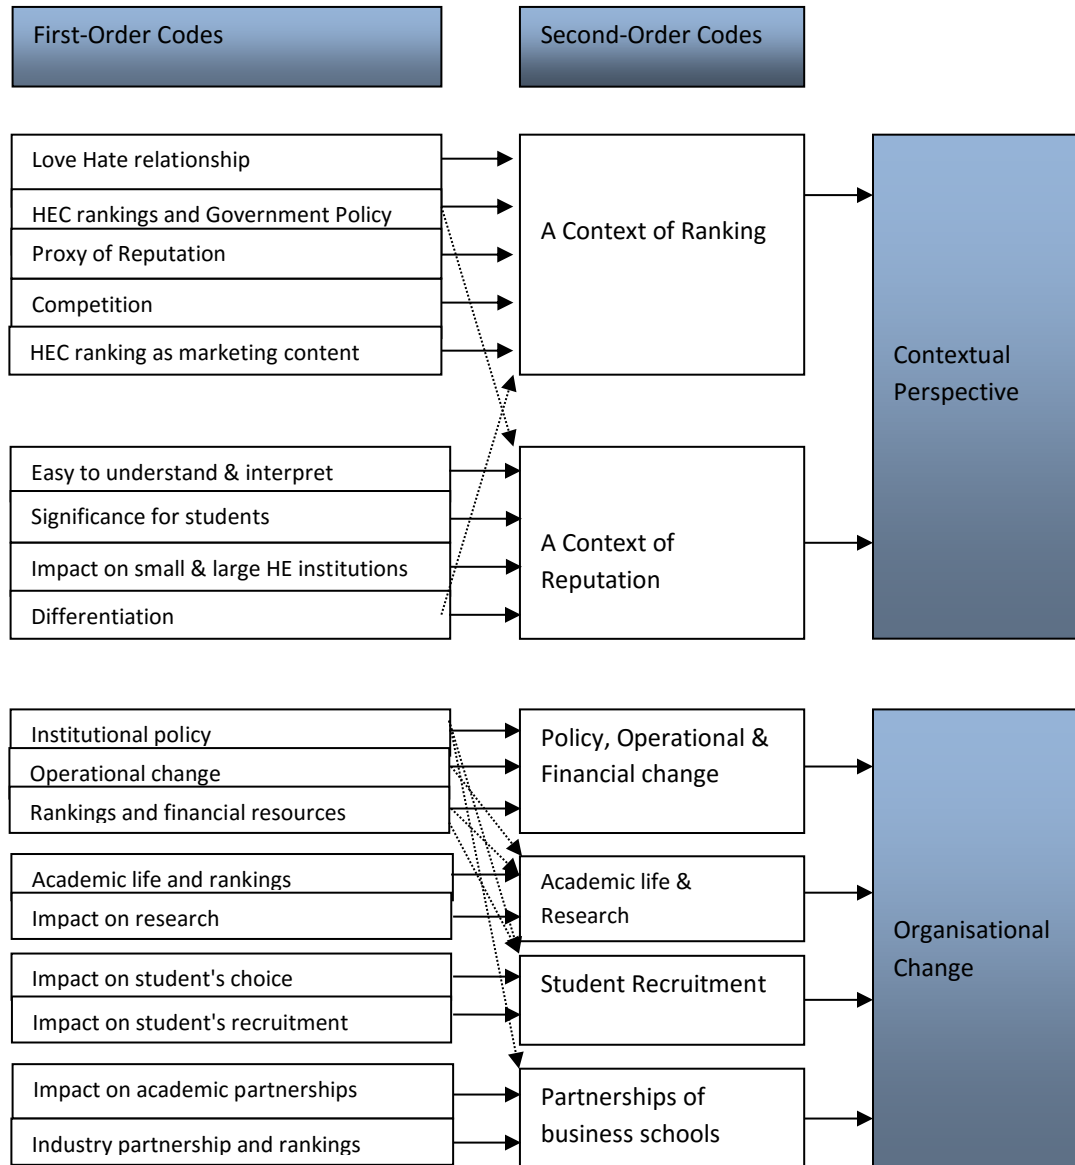 First-Order Codes
Second-Order Codes
Love Hate relationship
HEC rankings and Government Policy
Proxy of Reputation
Competition
HEC ranking as marketing content
A Context of Ranking
Contextual
Perspective
Easy to understand & interpret
Significance for students
Impact on small & large HE institutions
Differentiation
A Context of
Reputation
Institutional policy
Operational change
Rankings and financial resources
Policy, Operational &
Financial change
Academic life and rankings
Impact on research
Academic life &
Research
Organisational
Change
Impact on student's choice
Impact on student's recruitment
Student Recruitment
Impact on academic partnerships
Industry partnership and rankings
Partnerships of
business schools